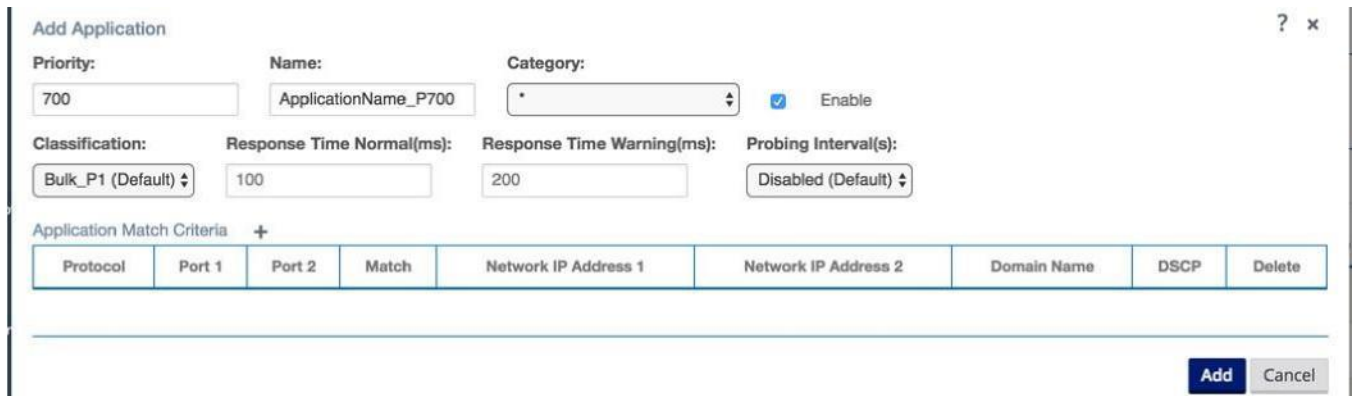 Add Application ? ×
Priority: Name: Category:
700 ApplicationName_P700 * Enable
Classification: Response Time Normal(ms): Response Time Warning(ms): Probing Interval(s):
Bulk_P1 (Default) 100 200 Disabled (Default)
Application Match Criteria +
Protocol Port 1 Port 2 Match Network IP Address 1 Network IP Address 2 Domain Name DSCP Delete
Add Cancel